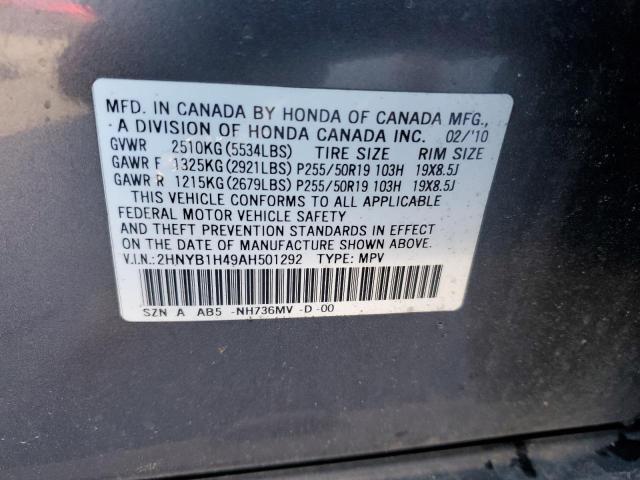 MFD. IN CANADA BY HONDA OF CANADA MFG.,
A DIVISION OF HONDA CANADA INC. 02/'10
GVWR 2510KG(5534LBS) TIRE SIZE RIM SIZE
GAWR F 1325KG(2921LBS) P255/50R19 103H 19X8.5J
GAWR R 1215KG(2679LBS) P255/50R19 103H 19X8.5J
THIS VEHICLE CONFORMS TO ALL APPLICABLE
FEDERAL MOTOR VEHICLE SAFETY
AND THEFT PREVENTION STANDARDS IN EFFECT
ON THE DATE OF MANUFACTURE SHOWN ABOVE.
V.I.N.:2HNYB1H49AH501292 TYPE: MPV
SZN A AB5 -NH736MV -D -00